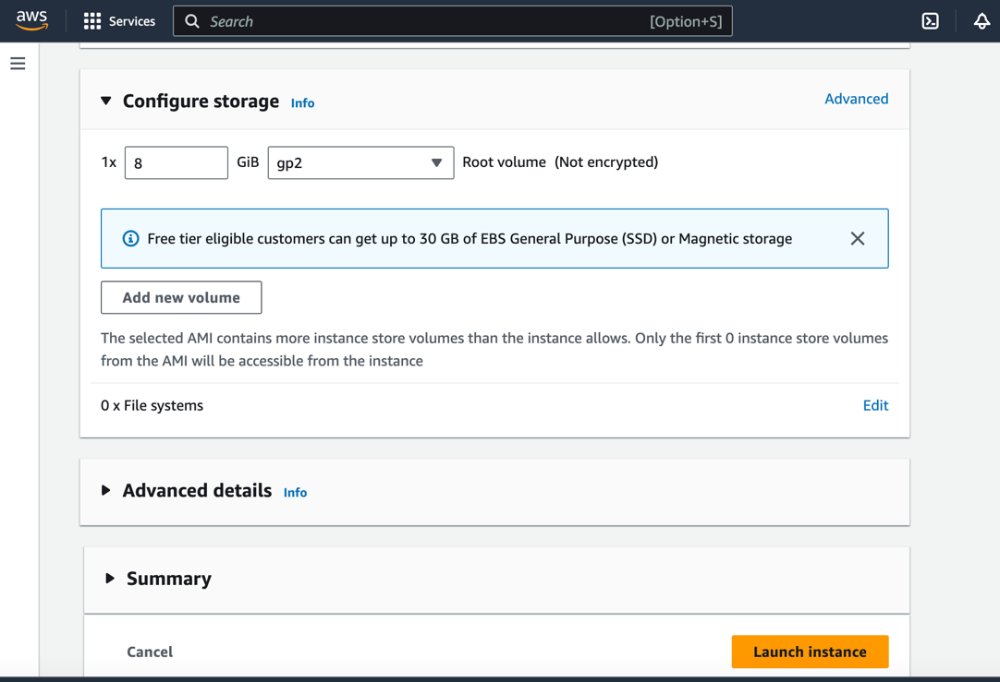 aws
Services
Search [Option+S]
Configure storage Info Advanced
1x 8 GiB gp2 Root volume (Not encrypted)
Free tier eligible customers can get up to 30 GB of EBS General Purpose (SSD) or Magnetic storage
Add new volume
The selected AMI contains more instance store volumes than the instance allows. Only the first 0 instance store volumes
from the AMI will be accessible from the instance
0 x File systems Edit
Advanced details Info
Summary
Cancel Launch instance